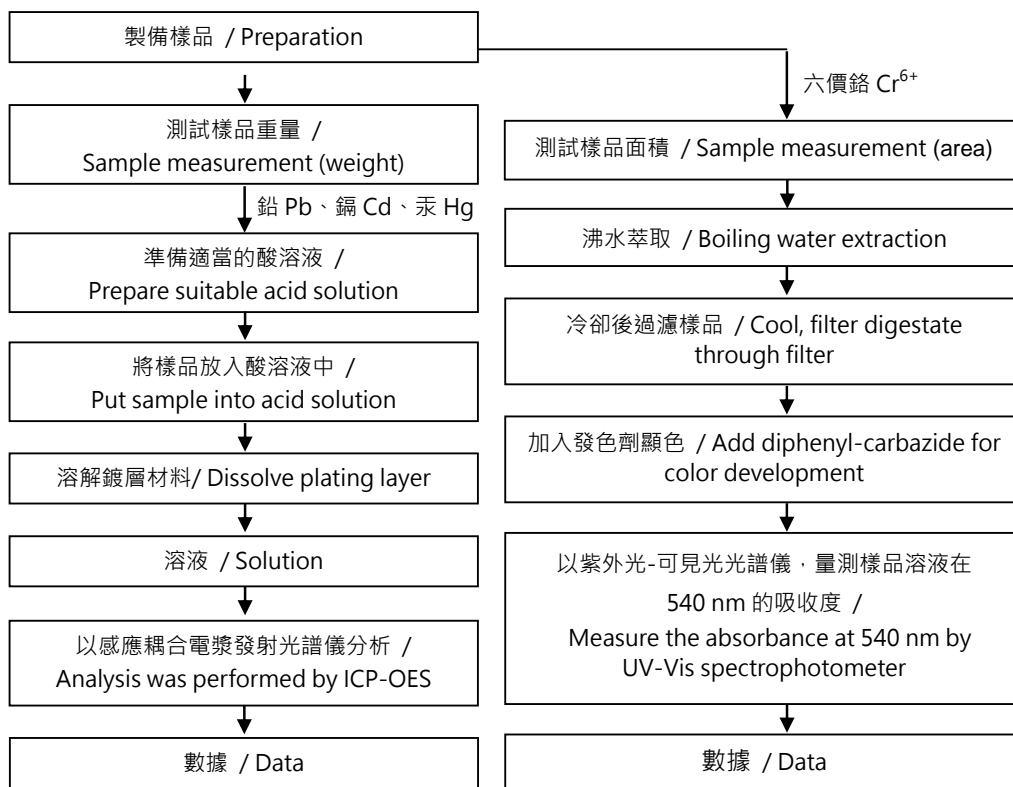 製備樣品 / Preparation
測試樣品重量 /
Sample measurement (weight)
鉛 Pb、鎘 Cd、汞 Hg
準備適當的酸溶液 /
Prepare suitable acid solution
將樣品放入酸溶液中 /
Put sample into acid solution
溶解鍍層材料/ Dissolve plating layer
溶液 / Solution
以感應耦合電漿發射光譜儀分析 /
Analysis was performed by ICP-OES
數據 / Data
六價鉻 Cr⁶⁺
測試樣品面積 / Sample measurement (area)
沸水萃取 / Boiling water extraction
冷卻後過濾樣品 / Cool, filter digestate
through filter
加入發色劑顯色 / Add diphenyl-carbazide for
color development
以紫外光-可見光光譜儀，量測樣品溶液在
540 nm 的吸收度 /
Measure the absorbance at 540 nm by
UV-Vis spectrophotometer
數據 / Data